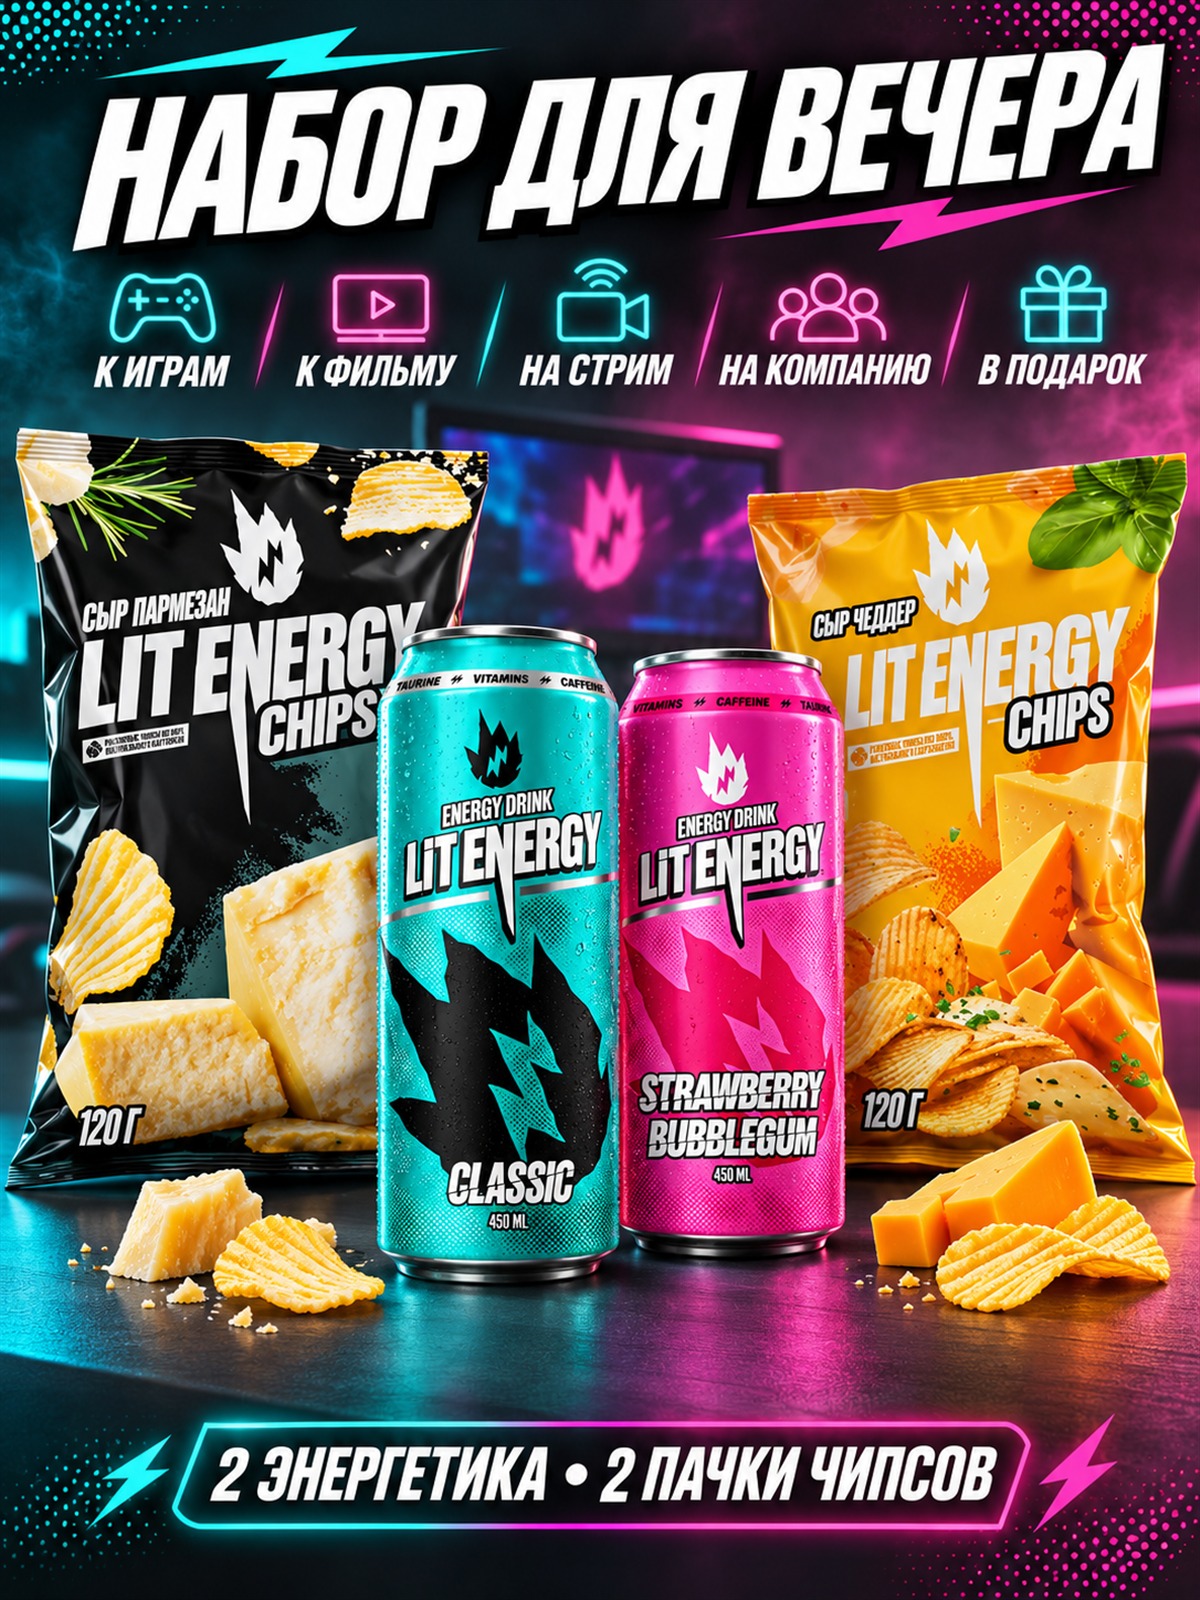 НАБОР ДЛЯ ВЕЧЕРА
К ИГРАМ
К ФИЛЬМУ
НА СТРИМ
НА КОМПАНИЮ
В ПОДАРОК
СЫР ПАРМЕЗАН
LIT ENERGY
CHIPS
120 Г
TAURINE VITAMINS CAFFEINE
ENERGY DRINK
LIT ENERGY
CLASSIC
450 ML
VITAMINS CAFFEINE TAURINE
ENERGY DRINK
LIT ENERGY
STRAWBERRY
BUBBLEGUM
450 ML
СЫР ЧЕДДЕР
LIT ENERGY
CHIPS
120 Г
2 ЭНЕРГЕТИКА • 2 ПАЧКИ ЧИПСОВ